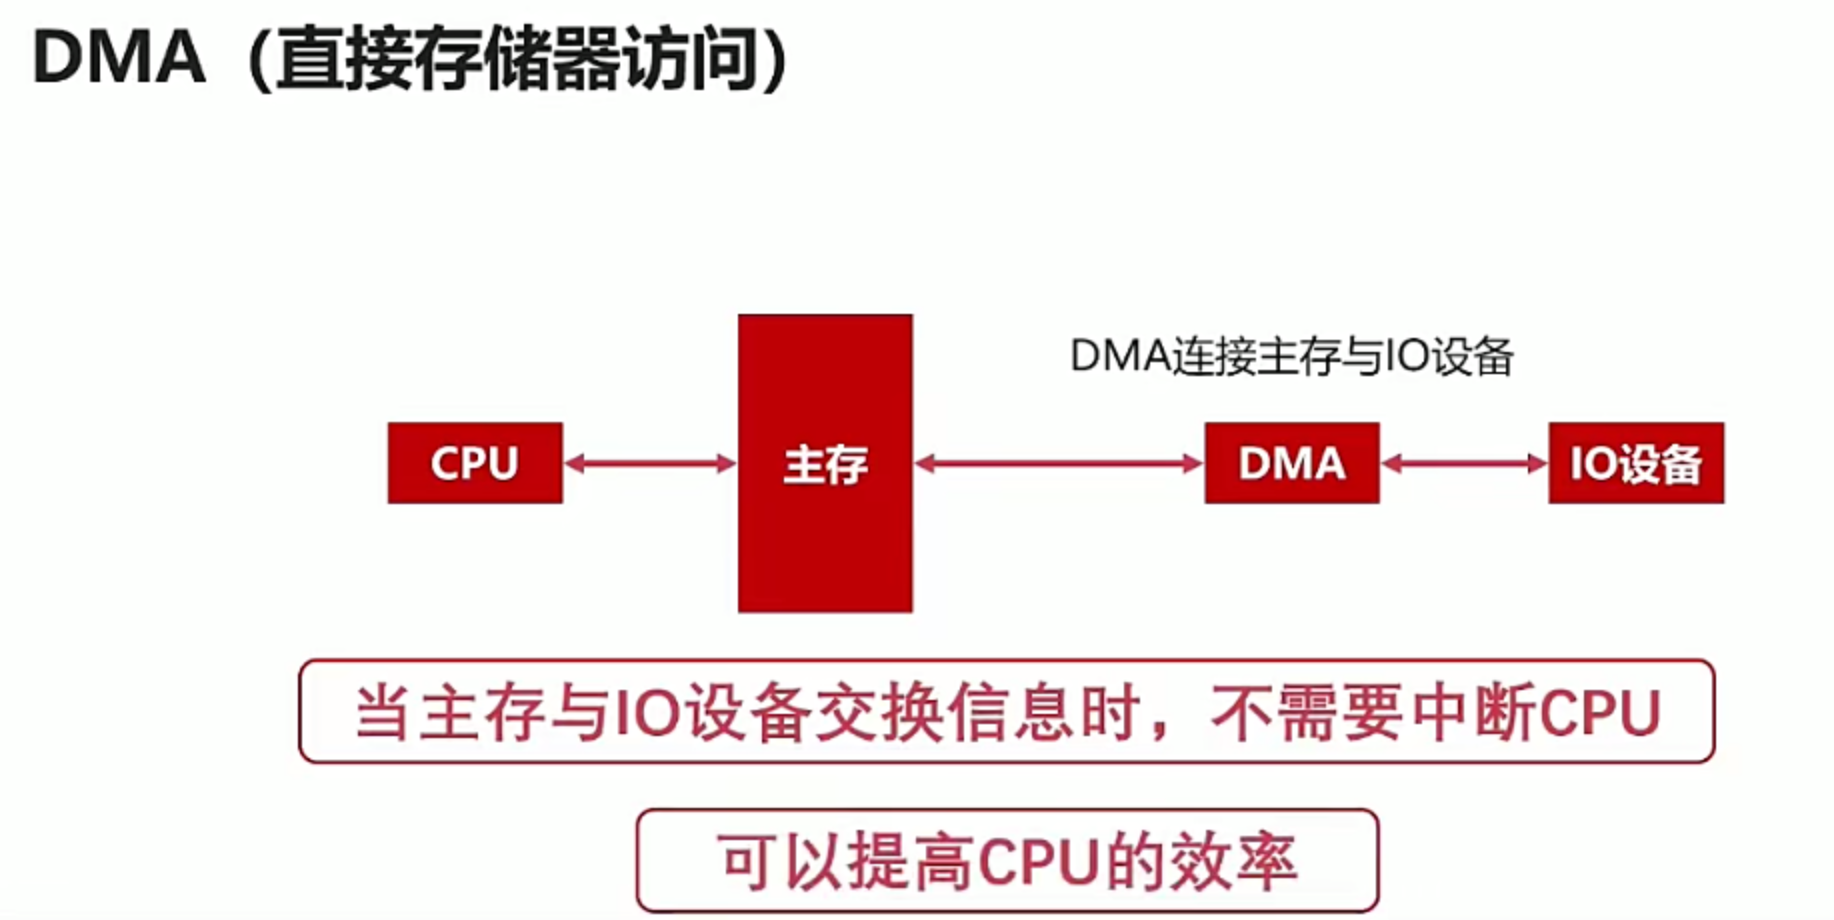 DMA（直接存储器访问）
DMA连接主存与IO设备
CPU
主存
DMA
IO设备
当主存与IO设备交换信息时，不需要中断CPU
可以提高CPU的效率